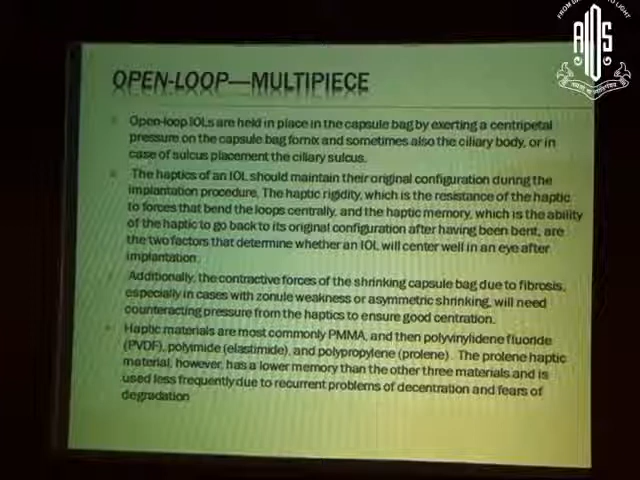 OPEN-LOOP—MULTIPIECE
Open-loop IOLs are held in place in the capsule bag by exerting a centripetal
pressure on the capsule bag fornix and sometimes also the ciliary body, or in
case of sulcus placement the ciliary sulcus.
The haptics of an IOL should maintain their original configuration during the
implantation procedure. The haptic rigidity, which is the resistance of the haptic
to forces that bend the loops centrally, and the haptic memory, which is the ability
of the haptic to go back to its original configuration after having been bent, are
the two factors that determine whether an IOL will center well in an eye after
implantation.
Additionally, the contractive forces of the shrinking capsule bag due to fibrosis,
especially in cases with zonule weakness or asymmetric shrinking, will need
counteracting pressure from the haptics to ensure good centration.
Haptic materials are most commonly PMMA, and then polyvinylidene fluoride
(PVDF), polyimide (elastimide), and polypropylene (prolene) . The prolene haptic
material, however, has a lower memory than the other three materials and is
used less frequently due to recurrent problems of decentration and fears of
degradation
AIOS